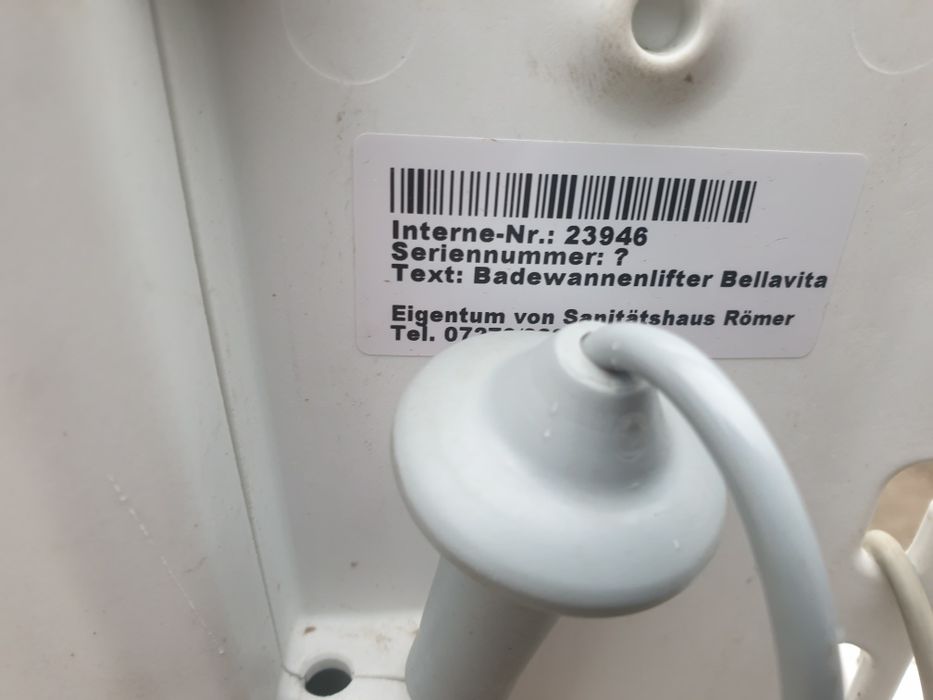 Interne-Nr.: 23946
Seriennummer: ?
Text: Badewannenlifter Bellavita
Eigentum von Sanitätshaus Römer
Tel.